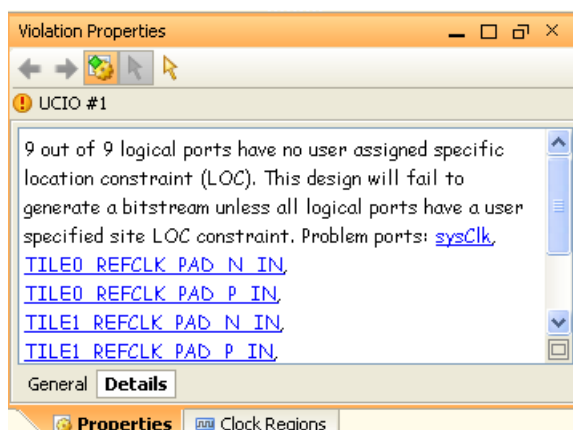 Violation Properties
UCIO #1
9 out of 9 logical ports have no user assigned specific
location constraint (LOC). This design will fail to
generate a bitstream unless all logical ports have a user
specified site LOC constraint. Problem ports: sysClk,
TILE0_REFCLK_PAD_N_IN,
TILE0_REFCLK_PAD_P_IN,
TILE1_REFCLK_PAD_N_IN,
TILE1_REFCLK_PAD_P_IN,
General Details
Properties Clock Regions